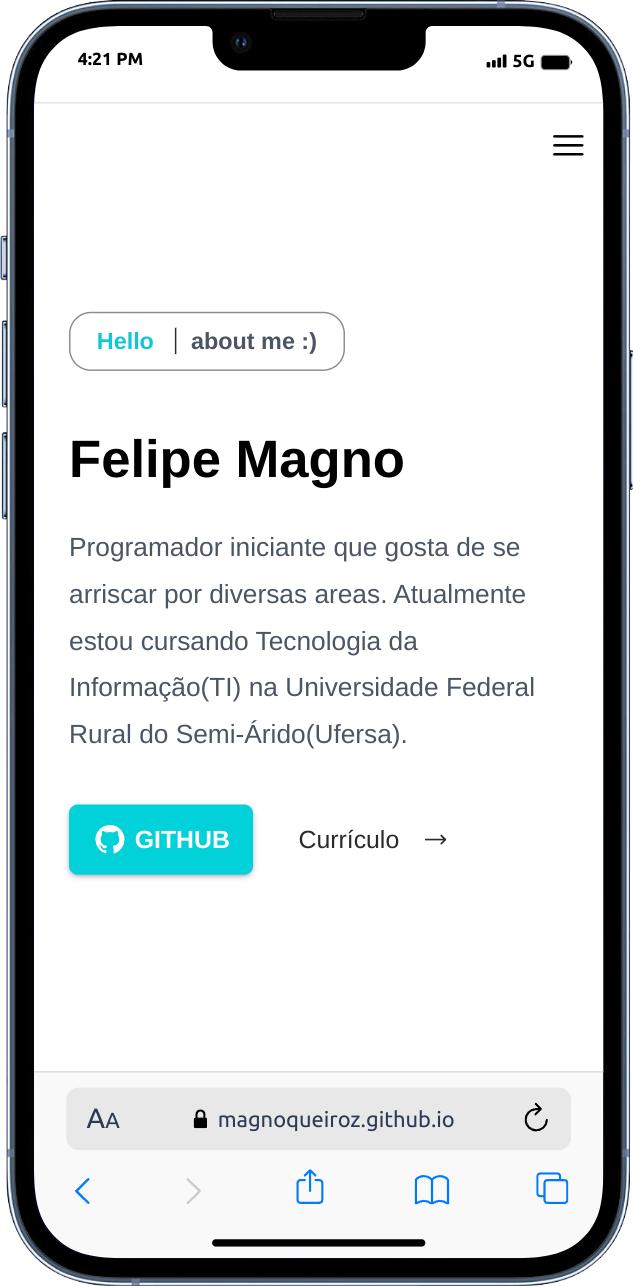 4:21 PM 5G
Hello about me :)
Felipe Magno
Programador iniciante que gosta de se
arriscar por diversas areas. Atualmente
estou cursando Tecnologia da
Informação(TI) na Universidade Federal
Rural do Semi-Árido(Ufersa).
GITHUB Currículo →
AA magnoqueiroz.github.io